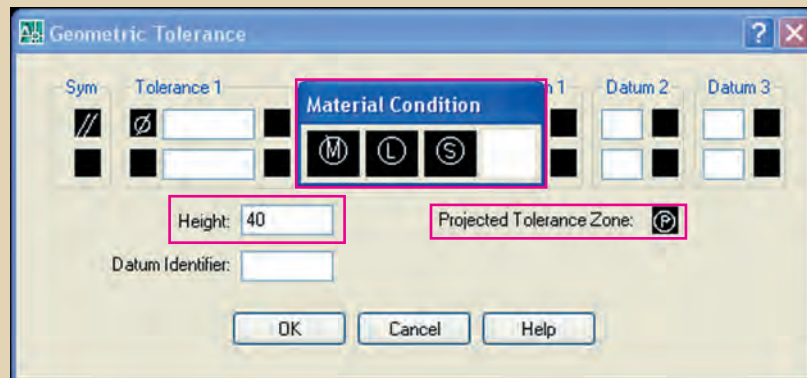 Geometric Tolerance
Sym Tolerance 1 Material Condition 1 Datum 2 Datum 3
// Ø M L S
Height: 40 Projected Tolerance Zone: P
Datum Identifier:
OK Cancel Help